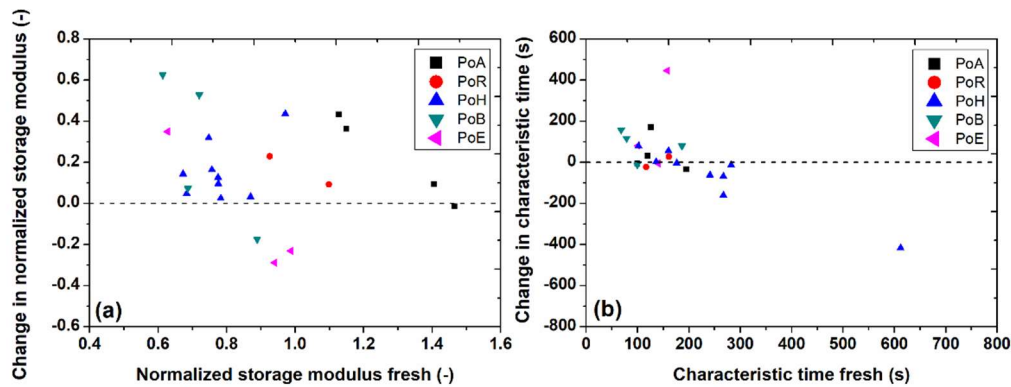 Change in normalized storage modulus (-)
0.8
0.6
0.4
0.2
0.0
-0.2
-0.4
-0.6
PoA
PoR
PoH
PoB
PoE
(a)
0.4 0.6 0.8 1.0 1.2 1.4 1.6
Normalized storage modulus fresh (-)
Change in characteristic time (s)
600
400
200
0
-200
-400
-600
-800
PoA
PoR
PoH
PoB
PoE
(b)
0 100 200 300 400 500 600 700 800
Characteristic time fresh (s)